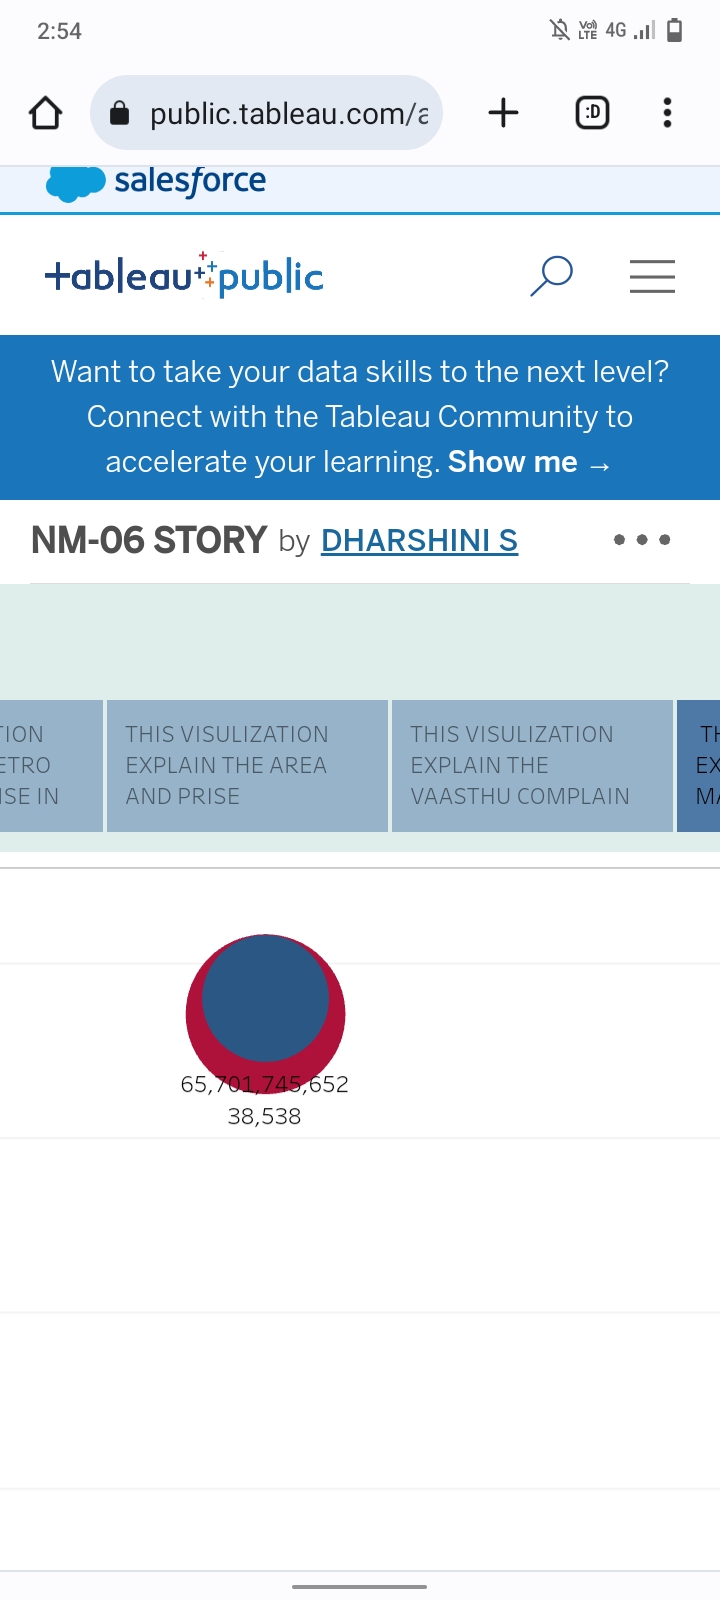 2:54
Vo))
LTE
4G
public.tableau.com/a
:D
salesforce
+ableau public
Want to take your data skills to the next level?
Connect with the Tableau Community to
accelerate your learning. Show me →
NM-06 STORY by DHARSHINI S
TION
ETRO
ISE IN
THIS VISULIZATION
EXPLAIN THE AREA
AND PRISE
THIS VISULIZATION
EXPLAIN THE
VAASTHU COMPLAIN
TH
EX
MA
65,701,745,652
38,538